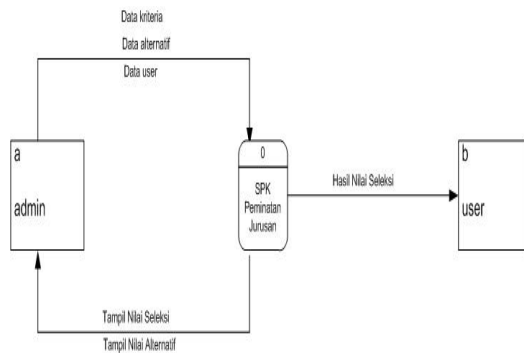 Data kriteria
Data alternatif
Data user
a
admin
0
SPK
Peminatan
Jurusan
Hasil Nilai Seleksi
b
user
Tampil Nilai Seleksi
Tampil Nilai Alternatif